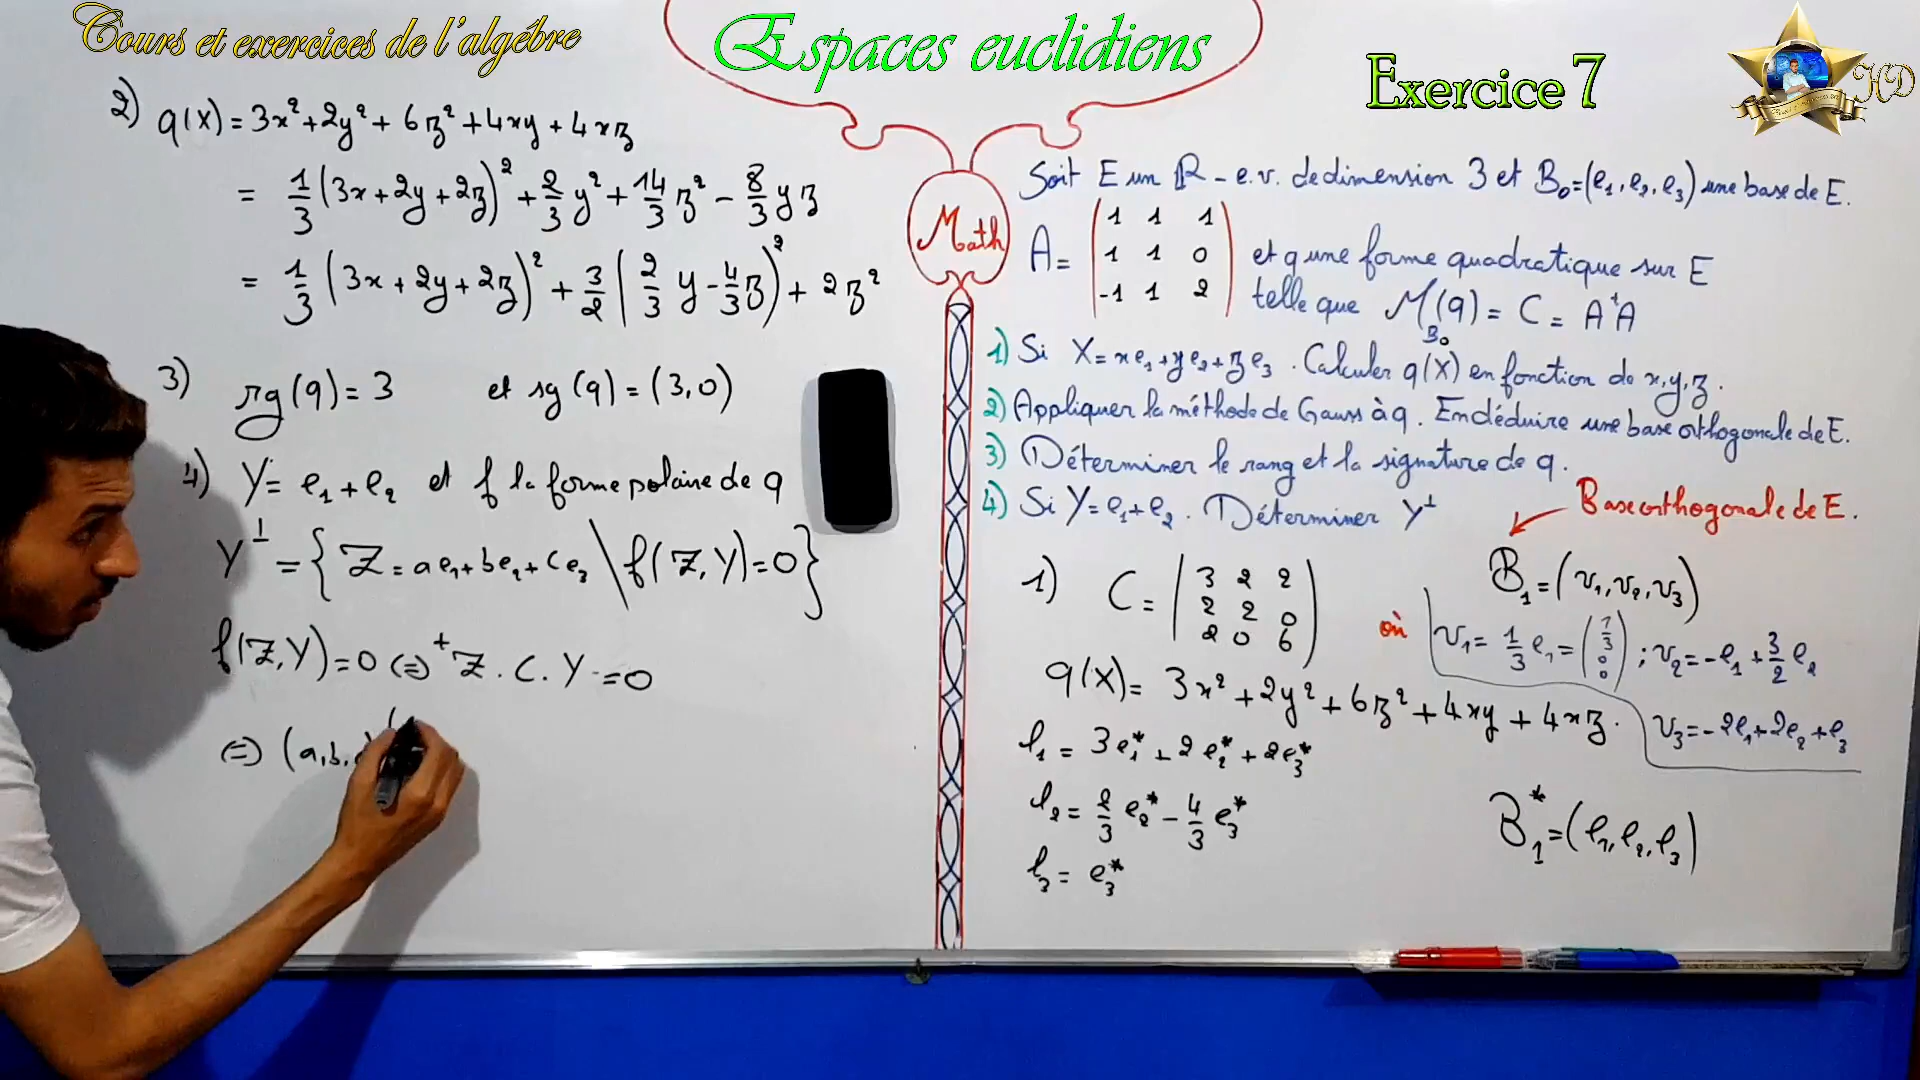 Cours et exercices de l'algébre
Espaces euclidiens
Exercice 7
HD
2) q(X) = 3x² + 2y² + 6z² + 4xy + 4xz
= 1/3 (3x + 2y + 2z)² + 2/3 y² + 14/3 z² - 8/3 yz
= 1/3 (3x + 2y + 2z)² + 3/2 (2/3 y - 4/3 z)² + 2z²
3) rg(q) = 3 et sg(q) = (3,0)
4) Y = e₁ + e₂ et f la forme polaire de q
Y^⊥ = { Z = ae₁ + be₂ + ce₃ \ f(Z,Y) = 0 }
f(Z,Y) = 0 ⇔ ᵗZ . C . Y = 0
⇔ (a,b,
Math
Soit E un R - e.v. de dimension 3 et B₀ = (e₁, e₂, e₃) une base de E.
A = ( 1 1 1
1 1 0
-1 1 2 )
et q une forme quadratique sur E
telle que M_{B₀}(q) = C = AᵗA
1) Si X = xe₁ + ye₂ + ze₃ . Calculer q(X) en fonction de x,y,z.
2) Appliquer la méthode de Gauss à q. En déduire une base orthogonale de E.
3) Déterminer le rang et la signature de q.
4) Si Y = e₁ + e₂ . Déterminer Y^⊥
Base orthogonale de E.
1) C = ( 3 2 2
2 2 0
2 0 6 )
q(X) = 3x² + 2y² + 6z² + 4xy + 4xz.
l₁ = 3e₁* + 2e₂* + 2e₃*
l₂ = 2/3 e₂* - 4/3 e₃*
l₃ = e₃*
B₁ = (v₁, v₂, v₃)
où v₁ = 1/3 e₁ = ( 1/3
0
0 ) ; v₂ = -e₁ + 3/2 e₂
v₃ = -2e₁ + 2e₂ + e₃
B₁* = (l₁, l₂, l₃)